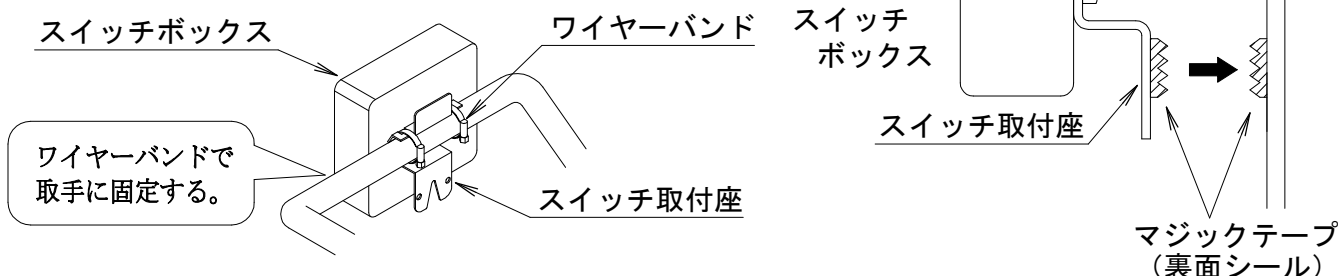 スイッチボックス
ワイヤーバンド
ワイヤーバンドで
取手に固定する。
スイッチ取付座
スイッチ
ボックス
スイッチ取付座
マジックテープ
（裏面シール）